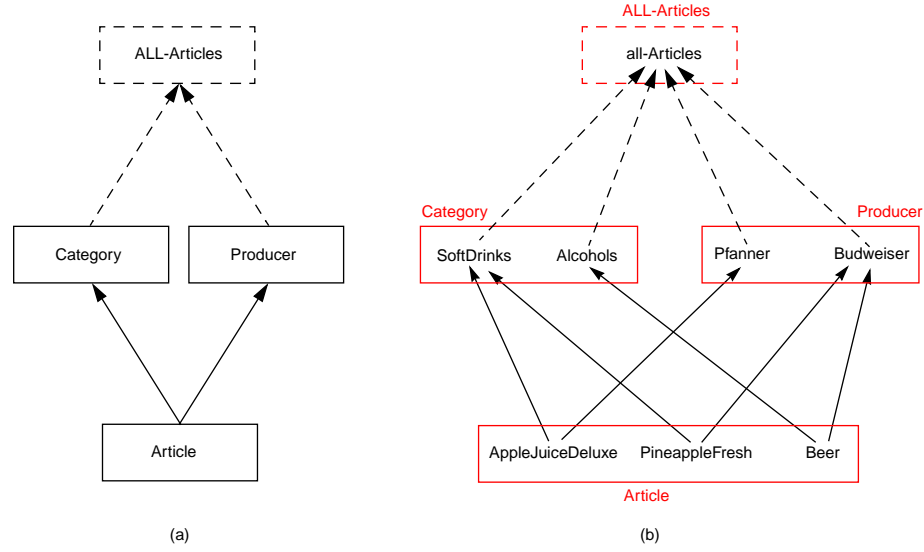 ALL-Articles
Category
Producer
Article
(a)
ALL-Articles
all-Articles
Category
Producer
SoftDrinks
Alcohols
Pfanner
Budweiser
AppleJuiceDeluxe
PineappleFresh
Beer
Article
(b)